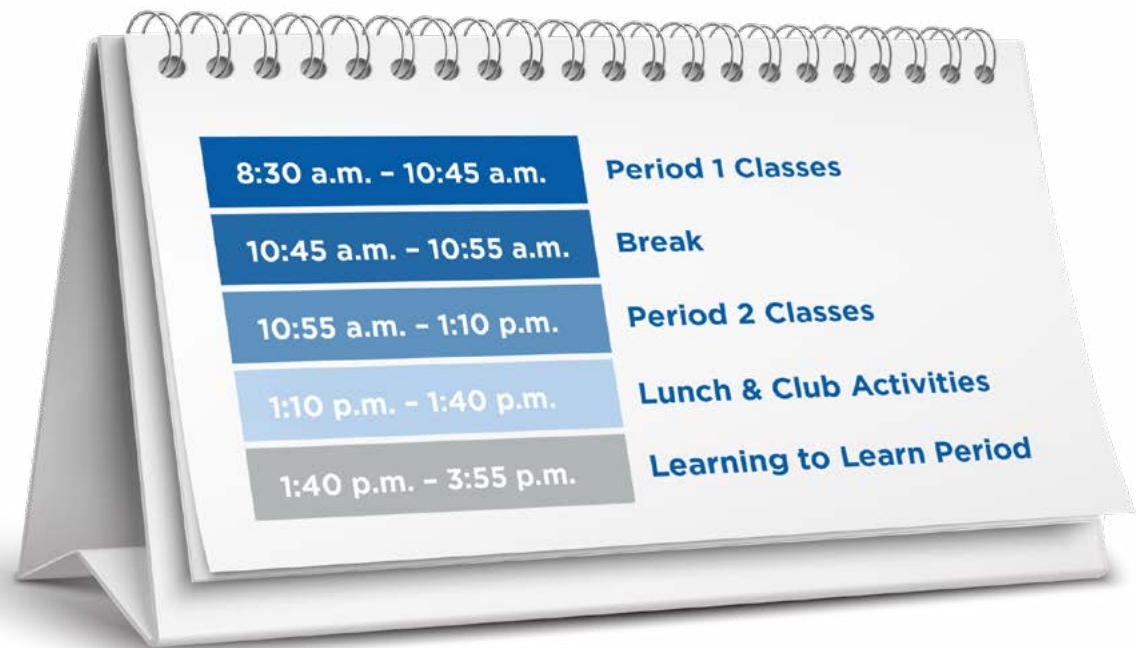 8:30 a.m. – 10:45 a.m. Period 1 Classes
10:45 a.m. – 10:55 a.m. Break
10:55 a.m. – 1:10 p.m. Period 2 Classes
1:10 p.m. – 1:40 p.m. Lunch & Club Activities
1:40 p.m. – 3:55 p.m. Learning to Learn Period